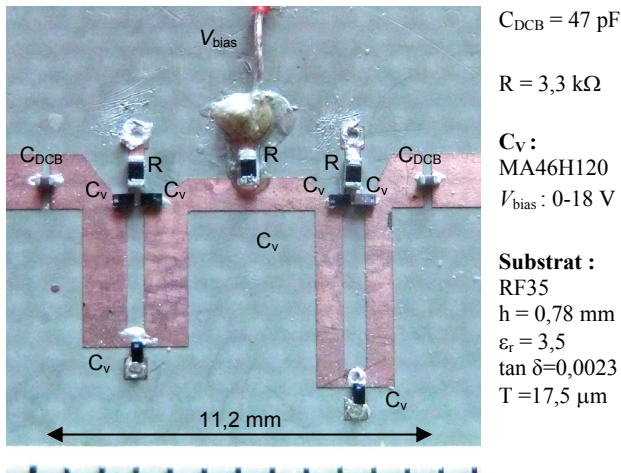 V_bias
C_DCB
R
R
R
C_DCB
C_v
C_v
C_v
C_v
C_v
C_v
C_v
11,2 mm
C_DCB = 47 pF
R = 3,3 kΩ
C_V :
MA46H120
V_bias : 0-18 V
Substrat :
RF35
h = 0,78 mm
ε_r = 3,5
tan δ=0,0023
T =17,5 µm